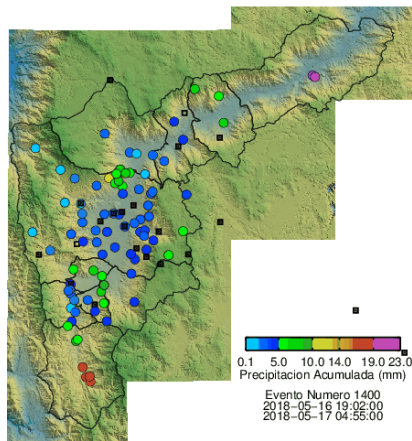 0.1 5.0 10.0 14.0 19.0 23.0
Precipitacion Acumulada (mm)
Evento Numero 1400
2018-05-16 19:02:00
2018-05-17 04:55:00